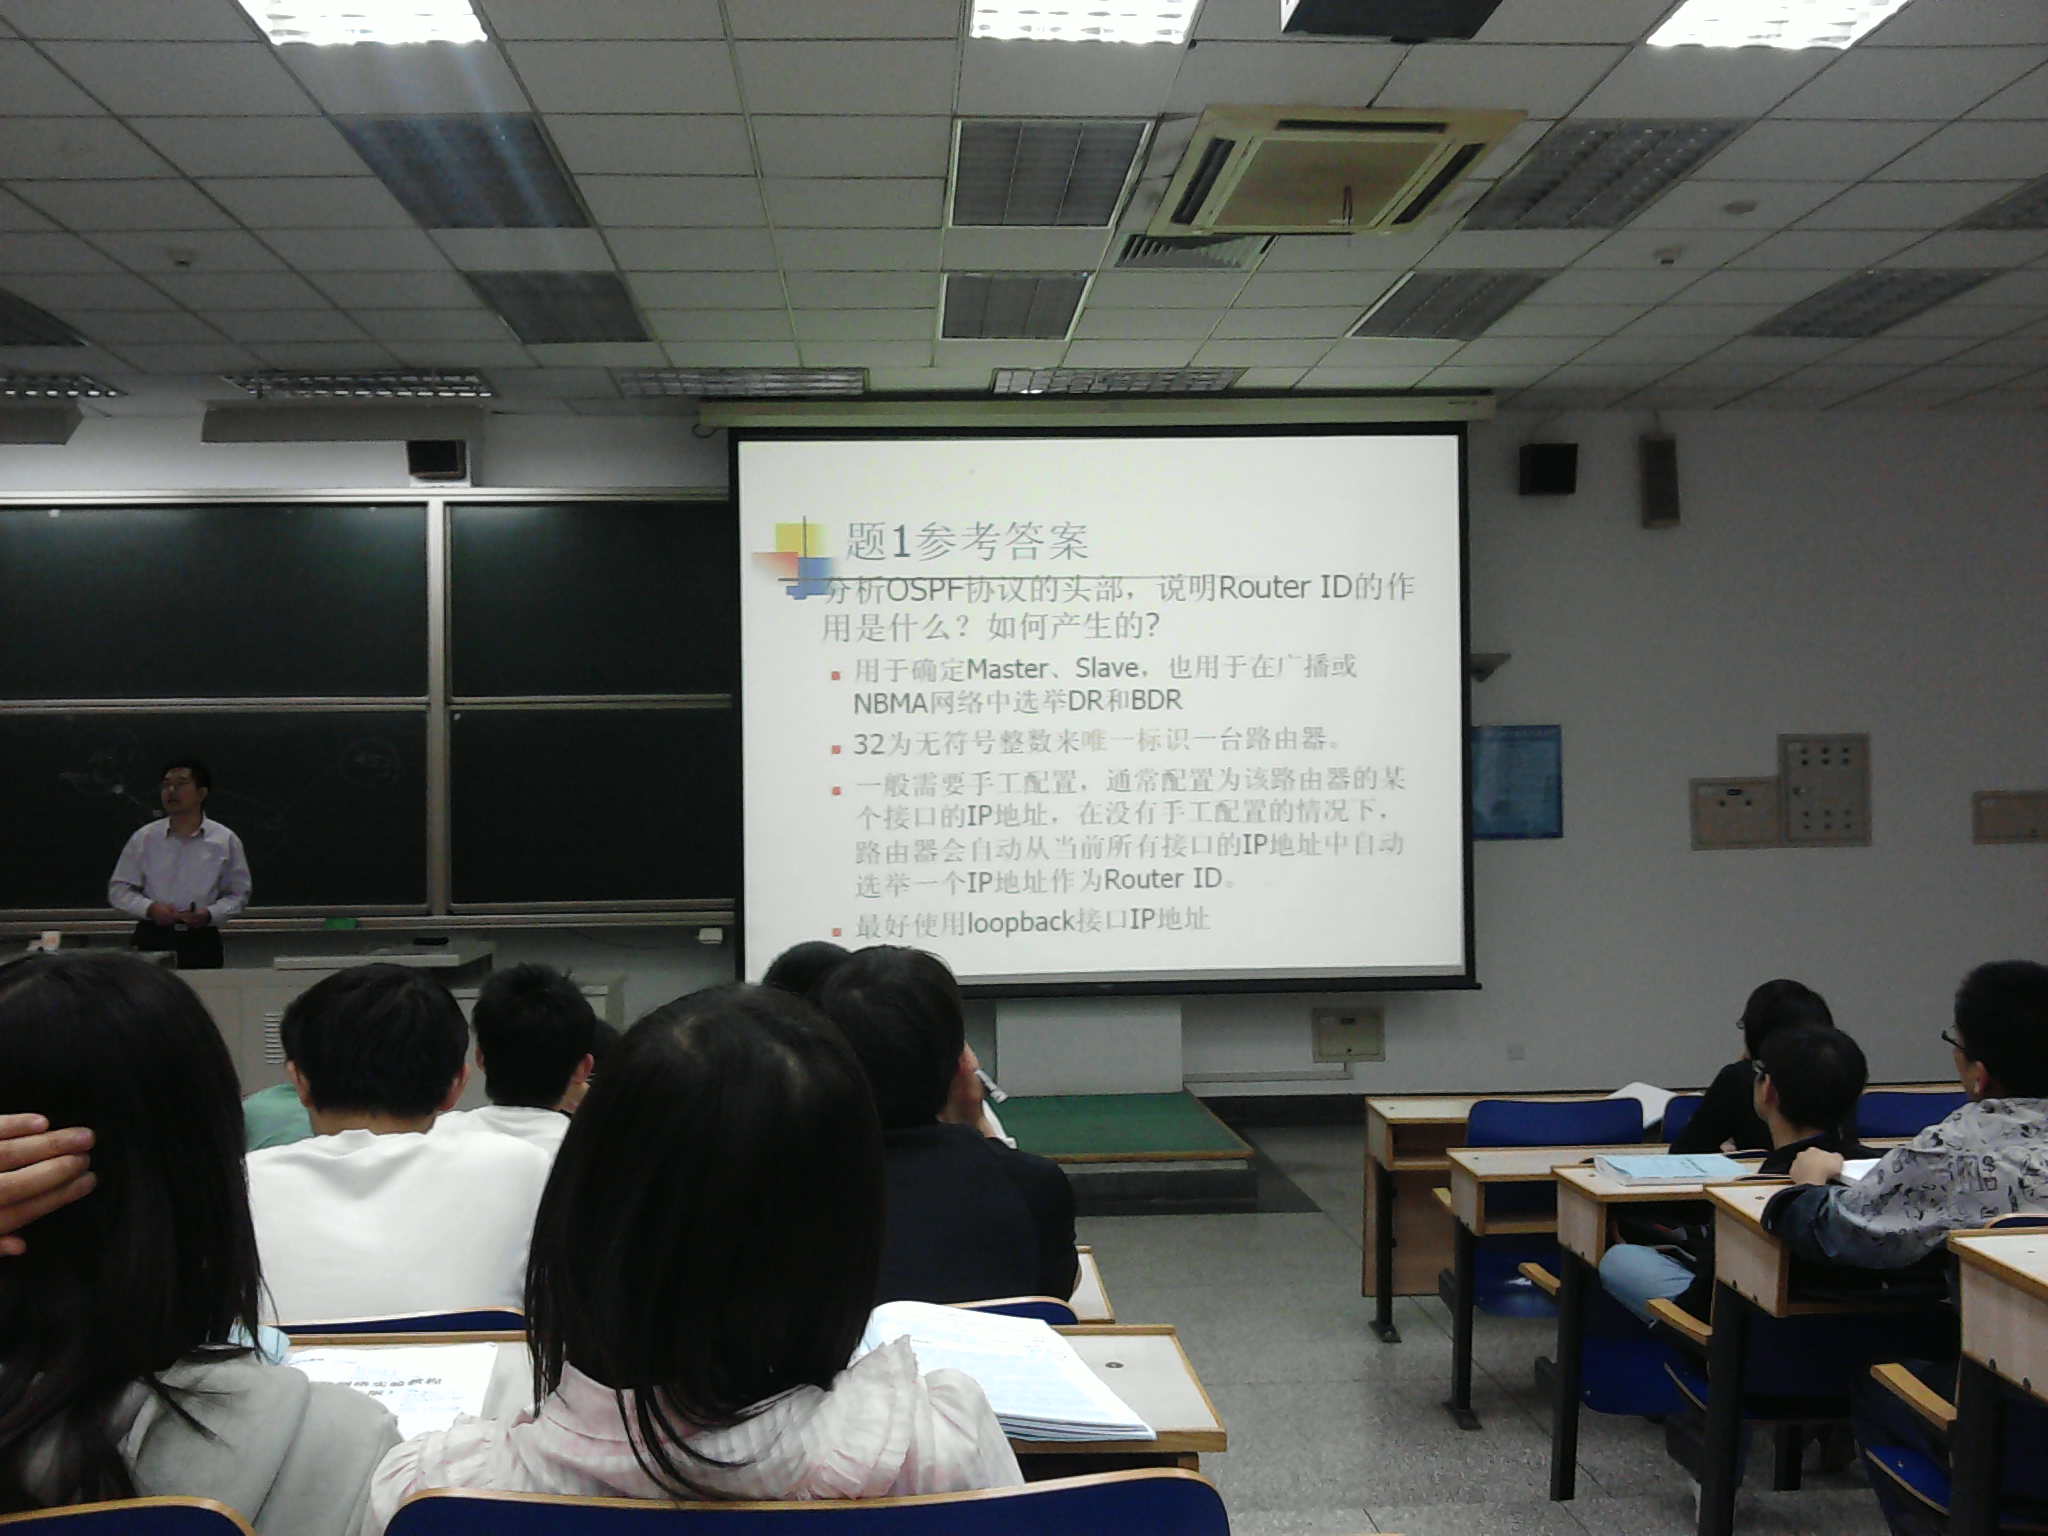 题1参考答案
分析OSPF协议的头部，说明Router ID的作
用是什么？如何产生的？
用于确定Master、Slave，也用于在广播或
NBMA网络中选举DR和BDR
32为无符号整数来唯一标识一台路由器。
一般需要手工配置，通常配置为该路由器的某
个接口的IP地址，在没有手工配置的情况下，
路由器会自动从当前所有接口的IP地址中自动
选举一个IP地址作为Router ID。
最好使用loopback接口IP地址